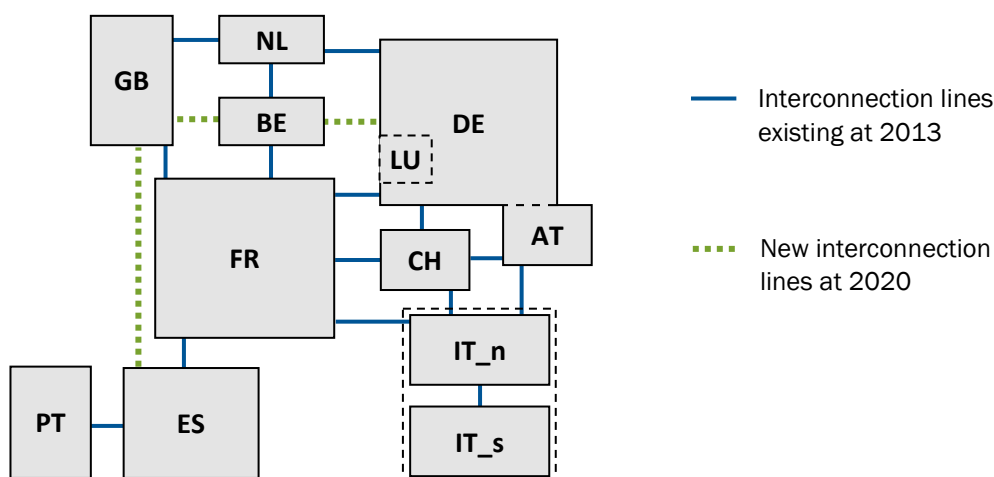 NL
GB
BE
DE
LU
Interconnection lines
existing at 2013
FR
CH
AT
New interconnection
lines at 2020
IT_n
PT
ES
IT_s